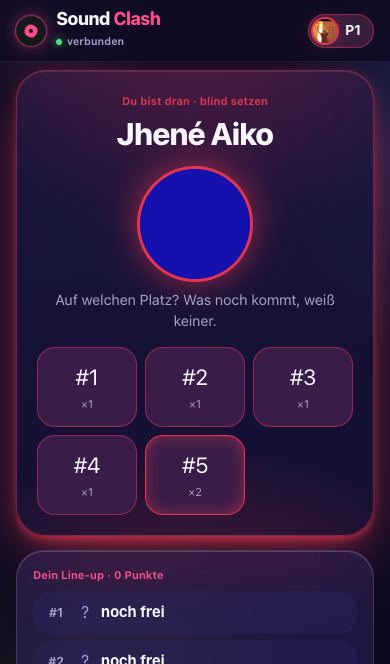 Sound Clash
verbunden
P1
Du bist dran · blind setzen
Jhené Aiko
Auf welchen Platz? Was noch kommt, weiß
keiner.
#1 #2 #3
×1 ×1 ×1
#4 #5
×1 ×2
Dein Line-up · 0 Punkte
#1 ? noch frei
#2 ? noch frei